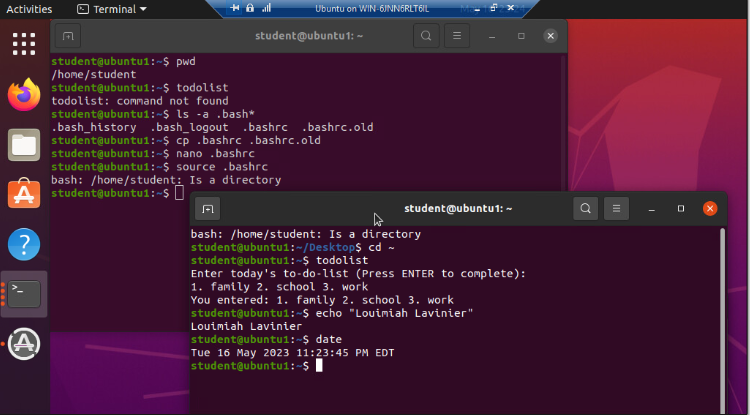 Activities
Terminal
Ubuntu on WIN-6JNN6RLT6IL
student@ubuntu1: ~
student@ubuntu1:~$ pwd
/home/student
student@ubuntu1:~$ todolist
todolist: command not found
student@ubuntu1:~$ ls -a .bash*
.bash_history  .bash_logout  .bashrc  .bashrc.old
student@ubuntu1:~$ cp .bashrc .bashrc.old
student@ubuntu1:~$ nano .bashrc
student@ubuntu1:~$ source .bashrc
bash: /home/student: Is a directory
student@ubuntu1:~$
student@ubuntu1: ~
bash: /home/student: Is a directory
student@ubuntu1:~/Desktop$ cd ~
student@ubuntu1:~$ todolist
Enter today's to-do-list (Press ENTER to complete):
1. family 2. school 3. work
You entered: 1. family 2. school 3. work
student@ubuntu1:~$ echo "Louimiah Lavinier"
Louimiah Lavinier
student@ubuntu1:~$ date
Tue 16 May 2023 11:23:45 PM EDT
student@ubuntu1:~$